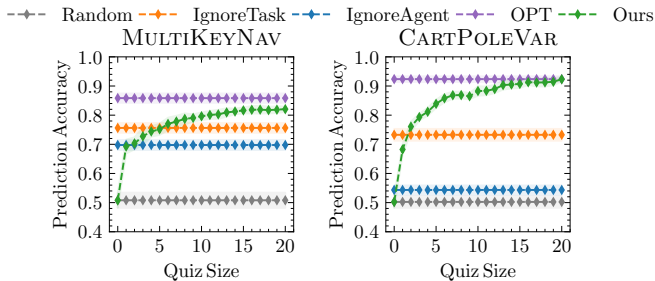 Random IgnoreTask IgnoreAgent OPT Ours
MULTIKEYNAV CARTPOLEVAR
1.0 1.0
0.9 0.9
0.8 0.8
0.7 0.7
0.6 0.6
0.5 0.5
0.4 0.4
Prediction Accuracy Prediction Accuracy
0 5 10 15 20 0 5 10 15 20
Quiz Size Quiz Size